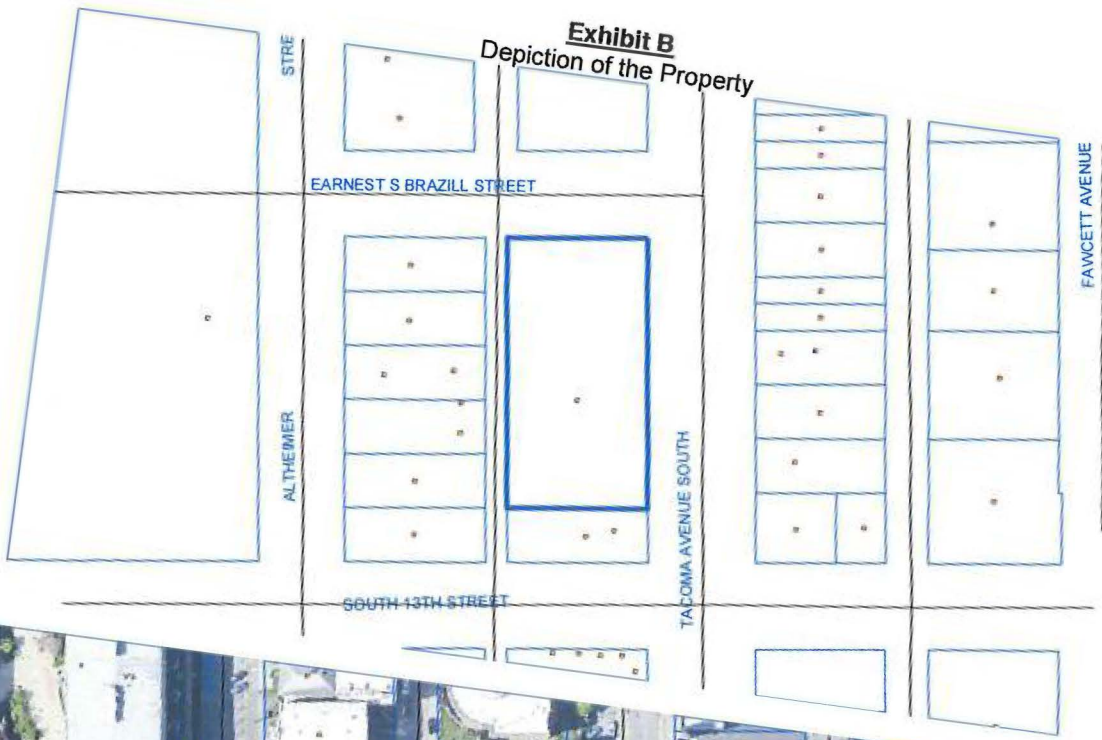 Exhibit B
Depiction of the Property
STRE
EARNEST S BRAZILL STREET
FAWCETT AVENUE
ALTHEIMER
TACOMA AVENUE SOUTH
SOUTH 13TH STREET